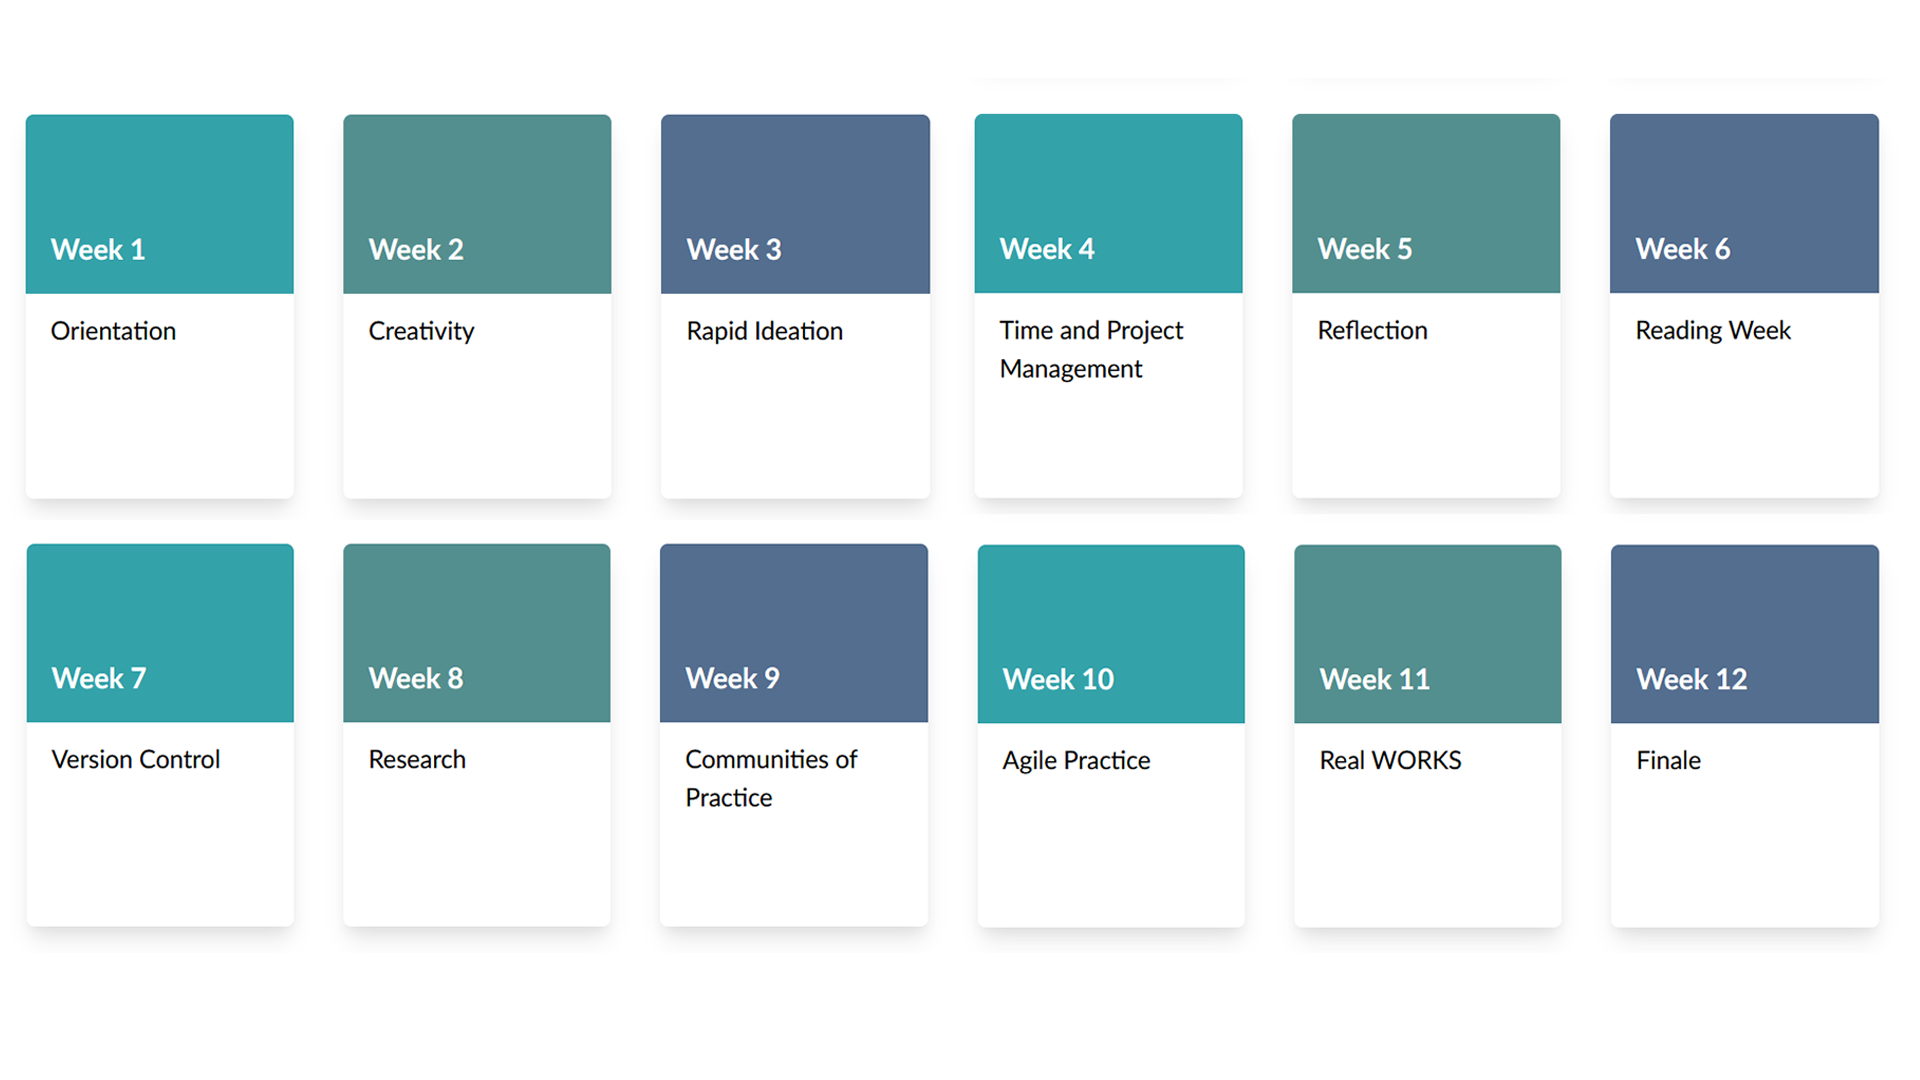 Week 1
Orientation
Week 2
Creativity
Week 3
Rapid Ideation
Week 4
Time and Project
Management
Week 5
Reflection
Week 6
Reading Week
Week 7
Version Control
Week 8
Research
Week 9
Communities of
Practice
Week 10
Agile Practice
Week 11
Real WORKS
Week 12
Finale